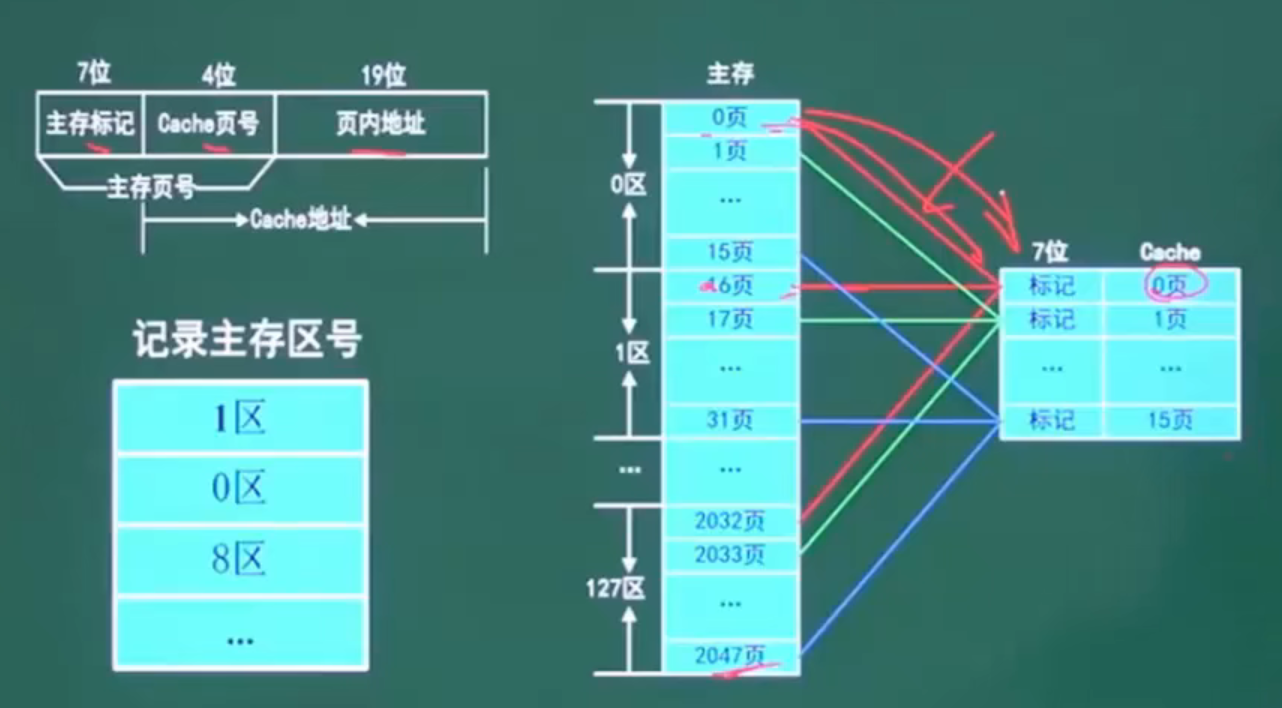 7位 4位 19位
主存标记 Cache页号 页内地址
主存页号
Cache地址
记录主存区号
1区
0区
8区
...
主存
0页
1页
...
15页
16页
17页
...
31页
...
2032页
2033页
...
2047页
0区
1区
...
127区
7位 Cache
标记 0页
标记 1页
... ...
标记 15页